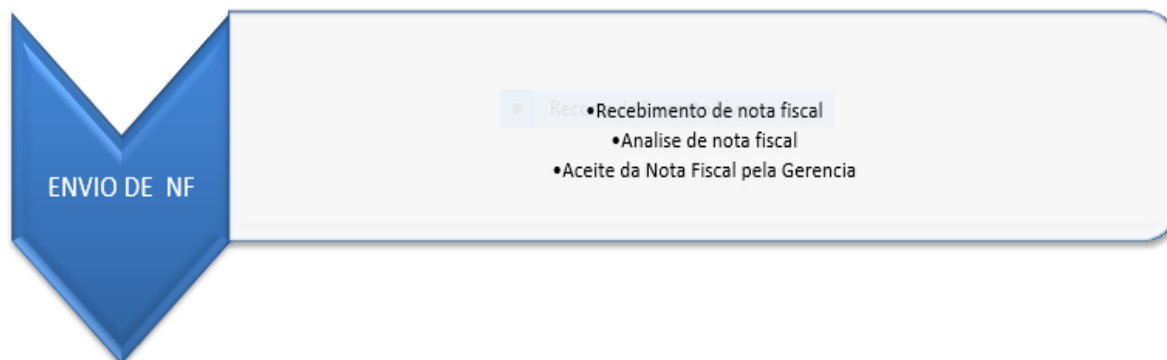 ENVIO DE NF
•Recebimento de nota fiscal
•Analise de nota fiscal
•Aceite da Nota Fiscal pela Gerencia